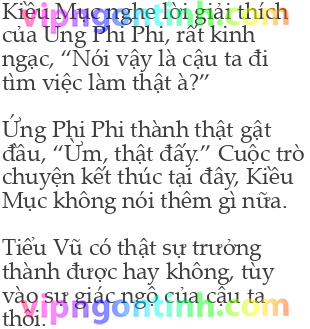 Kiều Mục nghe lời giải thích
của Ứng Phi Phi, rất kinh
ngạc, “Nói vậy là cậu ta đi
tìm việc làm thật à?”
Ứng Phi Phi thành thật gật
đầu, “Ừm, thật đấy.” Cuộc trò
chuyện kết thúc tại đây, Kiều
Mục không nói thêm gì nữa.
Tiểu Vũ có thật sự trưởng
thành được hay không, tùy
vào sự giác ngộ của cậu ta
thôi.
vipngontinh.com
vipngontinh.com